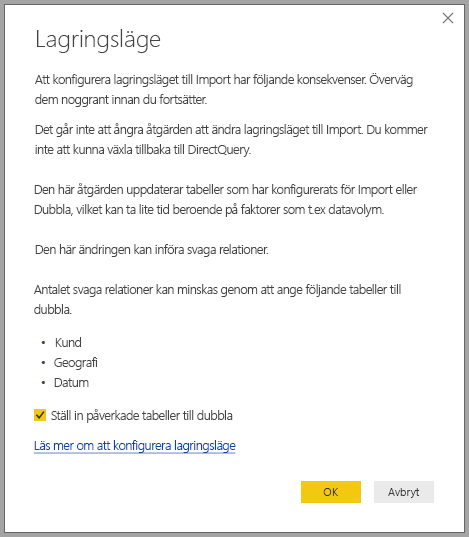 Lagringsläge
Att konfigurera lagringsläget till Import har följande konsekvenser. Överväg
dem noggrant innan du fortsätter.
Det går inte att ångra åtgärden att ändra lagringsläget till Import. Du kommer
inte att kunna växla tillbaka till DirectQuery.
Den här åtgärden uppdaterar tabeller som har konfigurerats för Import eller
Dubbla, vilket kan ta lite tid beroende på faktorer som t.ex datavolym.
Den här ändringen kan införa svaga relationer.
Antalet svaga relationer kan minskas genom att ange följande tabeller till
dubbla.
• Kund
• Geografi
• Datum
Ställ in påverkade tabeller till dubbla
Läs mer om att konfigurera lagringsläge
OK Avbryt